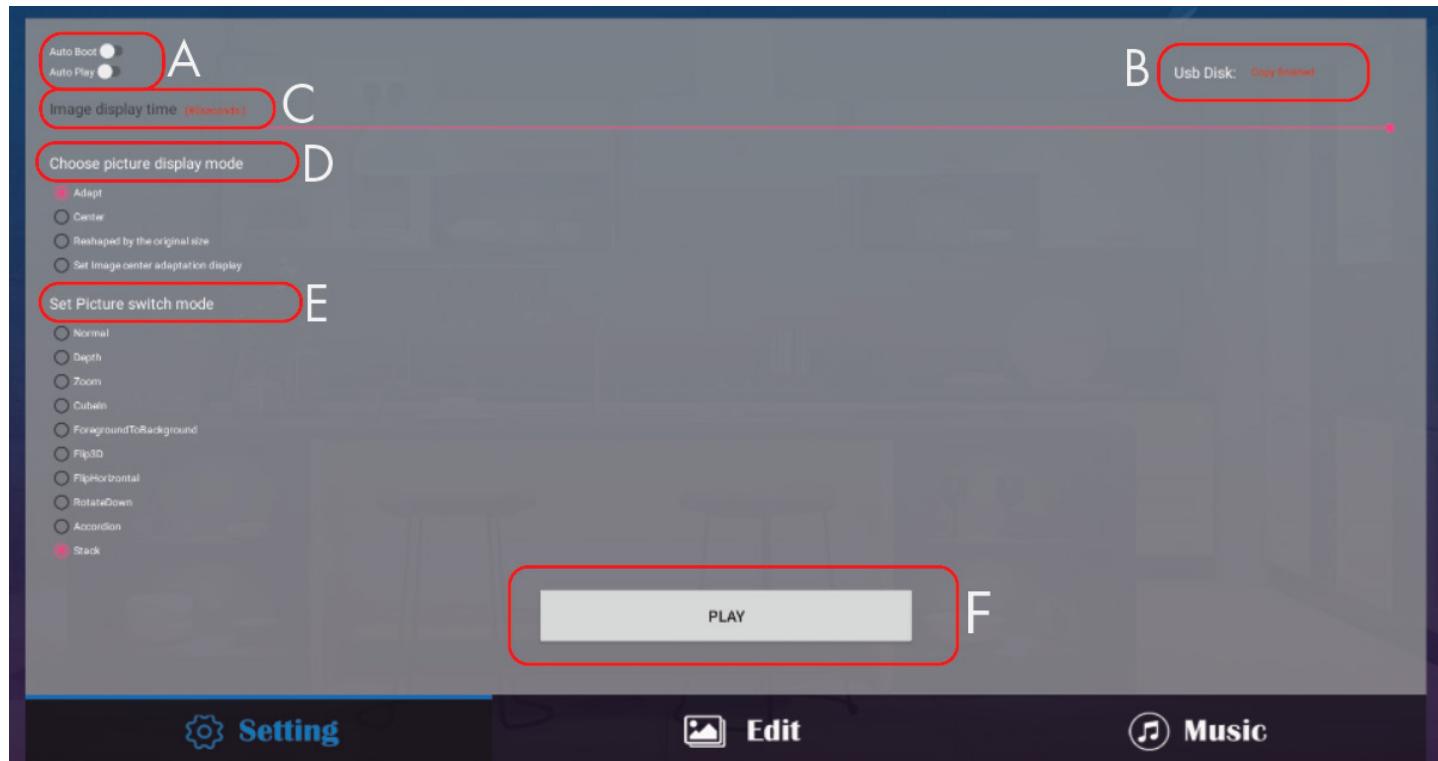 Auto Boot
A
Auto Play
B
Usb Disk: Copy finished
Image display time
C
Choose picture display mode
D
Adapt
Center
Reshaped by the original size
Set Image center adaptation display
Set Picture switch mode
E
Normal
Depth
Zoom
CubeIn
ForegroundToBackground
Flip3D
FlipHorizontal
RotateDown
Accordion
Stack
PLAY
F
Setting
Edit
Music